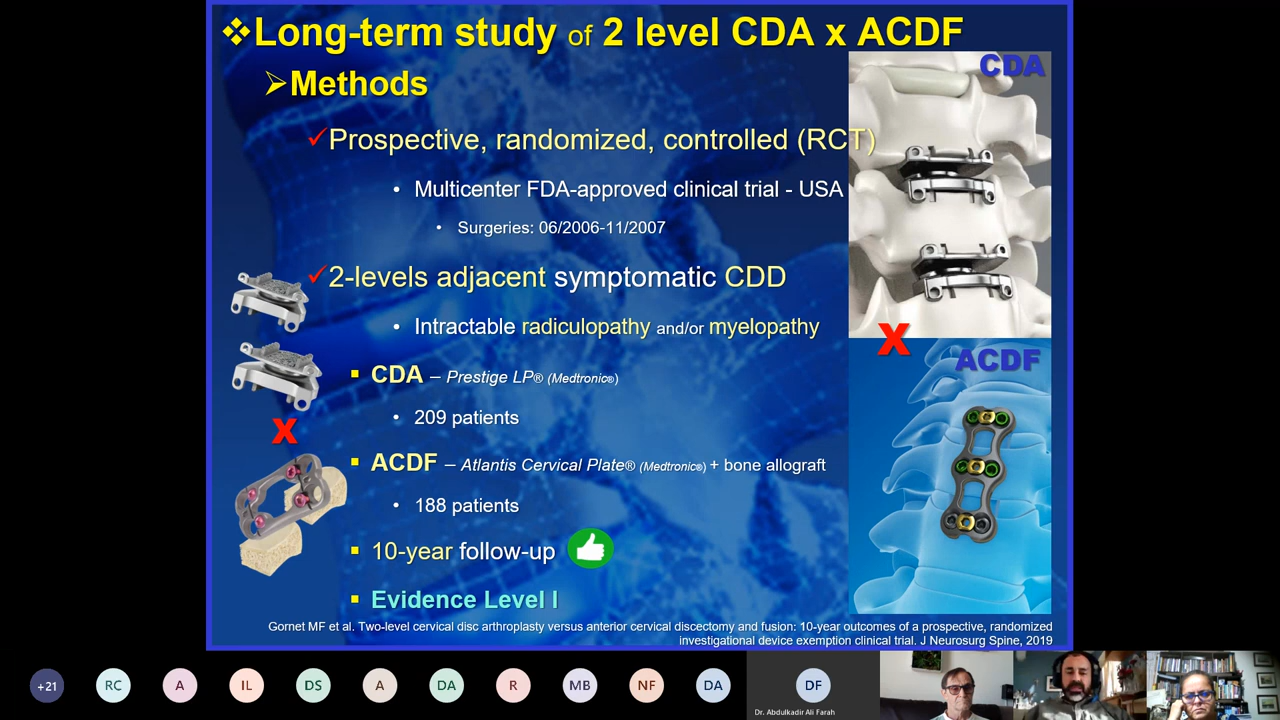 ❖Long-term study of 2 level CDA x ACDF
➢Methods
✓Prospective, randomized, controlled (RCT)
• Multicenter FDA-approved clinical trial - USA
• Surgeries: 06/2006-11/2007
✓2-levels adjacent symptomatic CDD
• Intractable radiculopathy and/or myelopathy
▪ CDA – Prestige LP® (Medtronic®)
• 209 patients
X
▪ ACDF – Atlantis Cervical Plate® (Medtronic®) + bone allograft
• 188 patients
▪ 10-year follow-up
▪ Evidence Level I
CDA
X
ACDF
Gornet MF et al. Two-level cervical disc arthroplasty versus anterior cervical discectomy and fusion: 10-year outcomes of a prospective, randomized
investigational device exemption clinical trial. J Neurosurg Spine, 2019
+21 RC A IL DS A DA R MB NF DA DF
Dr. Abdulkadir Ali Farah